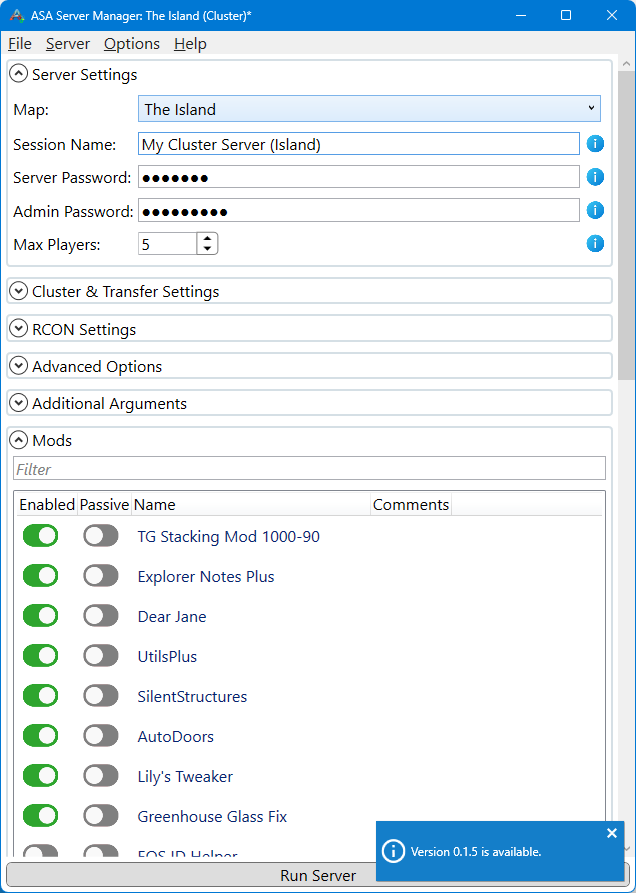 ASA Server Manager: The Island (Cluster)*
File Server Options Help
Server Settings
Map: The Island
Session Name: My Cluster Server (Island)
Server Password: ●●●●●●●
Admin Password: ●●●●●●●●●
Max Players: 5
Cluster & Transfer Settings
RCON Settings
Advanced Options
Additional Arguments
Mods
Filter
Enabled Passive Name Comments
TG Stacking Mod 1000-90
Explorer Notes Plus
Dear Jane
UtilsPlus
SilentStructures
AutoDoors
Lily's Tweaker
Greenhouse Glass Fix
EOS ID Helper
Version 0.1.5 is available.
Run Server